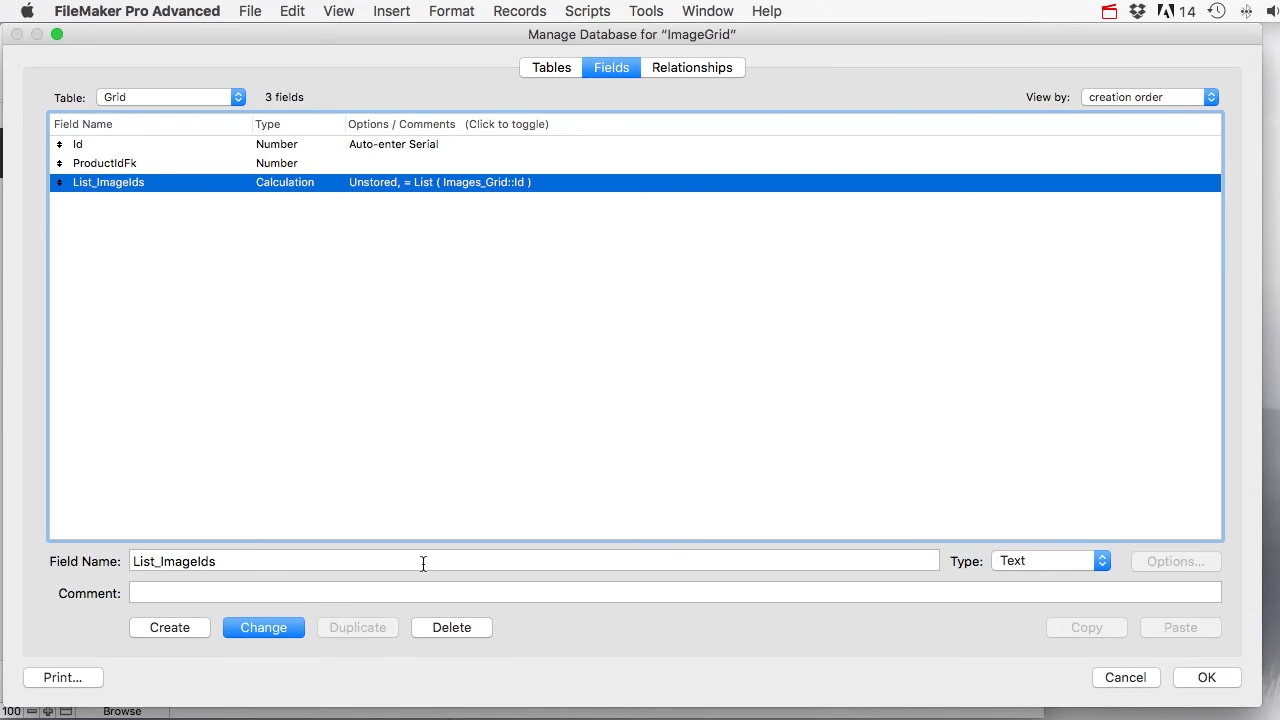 FileMaker Pro Advanced File Edit View Insert Format Records Scripts Tools Window Help 14
Manage Database for “ImageGrid”
Tables Fields Relationships
Table: Grid 3 fields View by: creation order
Field Name Type Options / Comments (Click to toggle)
Id Number Auto-enter Serial
ProductIdFk Number
List_ImageIds Calculation Unstored, = List ( Images_Grid::Id )
Field Name: List_ImageIds Type: Text Options...
Comment:
Create Change Duplicate Delete Copy Paste
Print... Cancel OK
100 Browse